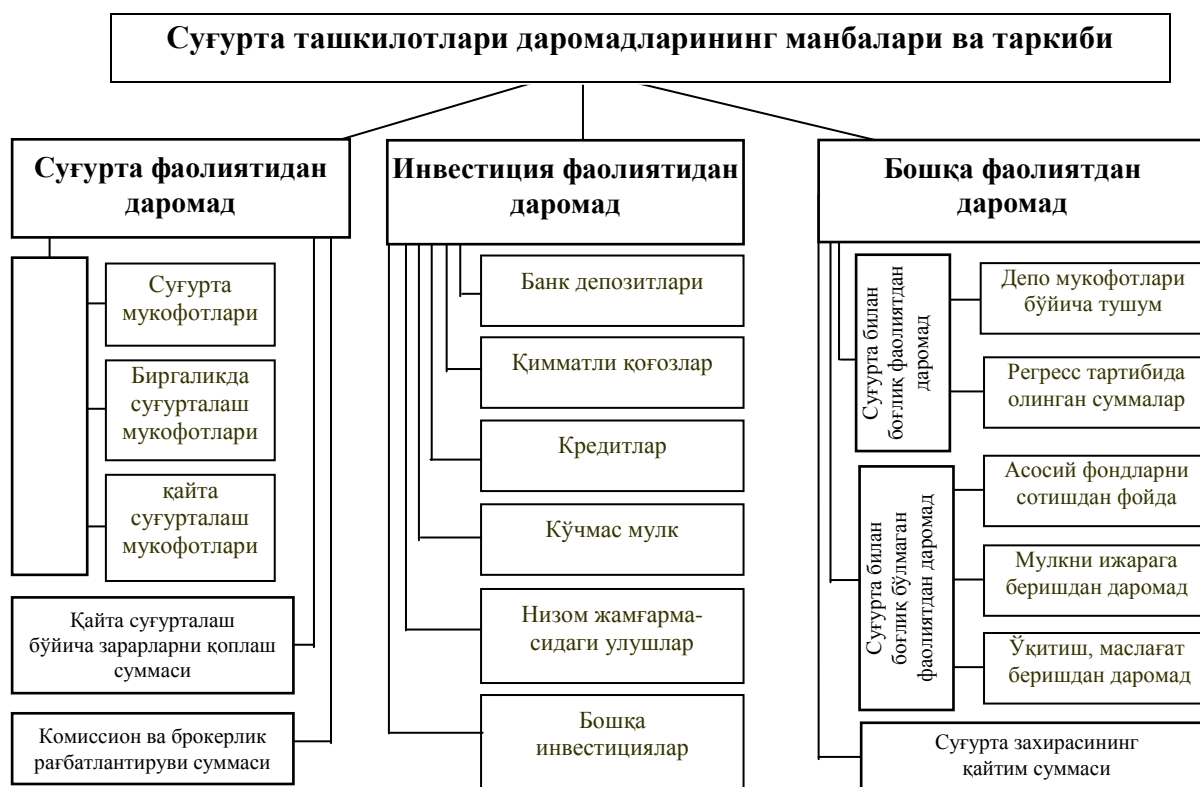 Суғурта ташкилотлари даромадларининг манбалари ва таркиби
Суғурта фаолиятидан
даромад
Суғурта
мукофотлари
Биргаликда
суғурталаш
мукофотлари
қайта
суғурталаш
мукофотлари
Қайта суғурталаш
бўйича зарарларни қоплаш
суммаси
Комиссион ва брокерлик
рағбатлантируви суммаси
Инвестиция фаолиятидан
даромад
Банк депозитлари
Қимматли қоғозлар
Кредитлар
Кўчмас мулк
Низом жамғарма-
сидаги улушлар
Бошқа
инвестициялар
Бошқа фаолиятдан
даромад
Суғурта билан
боғлиқ фаолиятдан
даромад
Депо мукофотлари
бўйича тушум
Регресс тартибида
олинган суммалар
Суғурта билан
боғлиқ бўлмаган
фаолиятдан даромад
Асосий фондларни
сотишдан фойда
Мулкни ижарага
беришдан даромад
Ўқитиш, маслағат
беришдан даромад
Суғурта захирасининг
қайтим суммаси